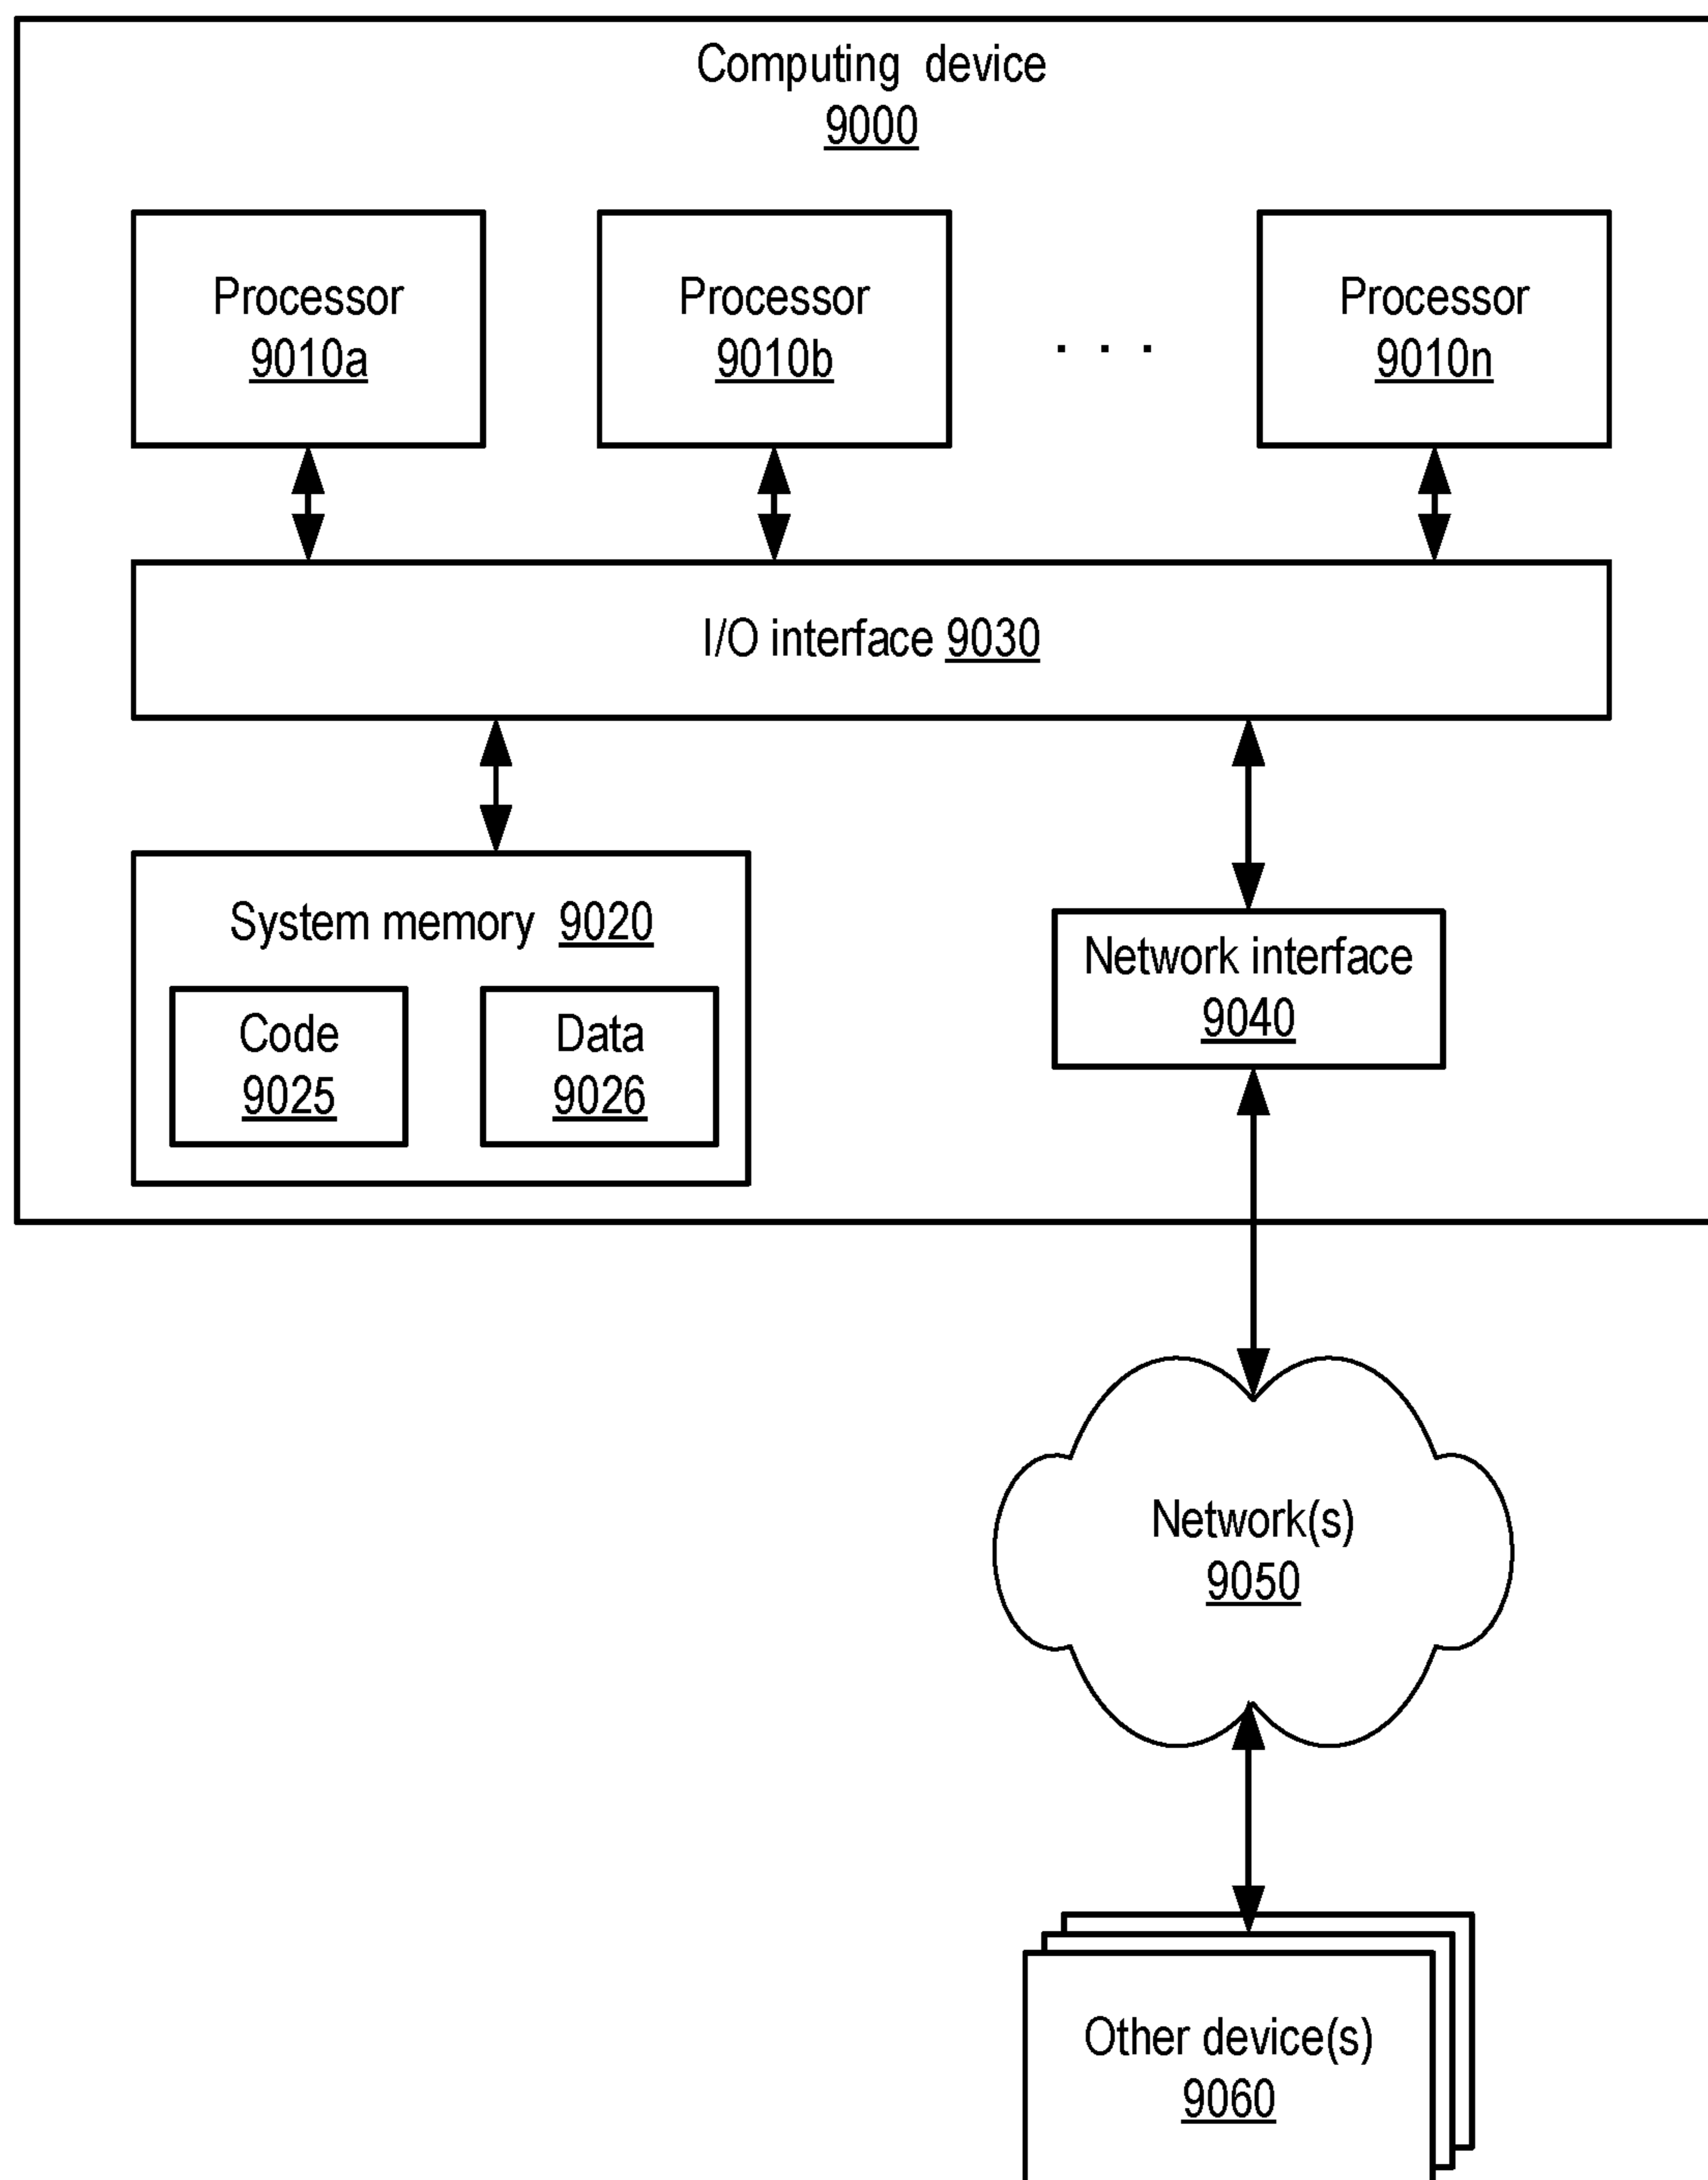 Computing device
9000
Processor
9010a
Processor
9010b
. . .
Processor
9010n
I/O interface 9030
System memory 9020
Code
9025
Data
9026
Network interface
9040
Network(s)
9050
Other device(s)
9060